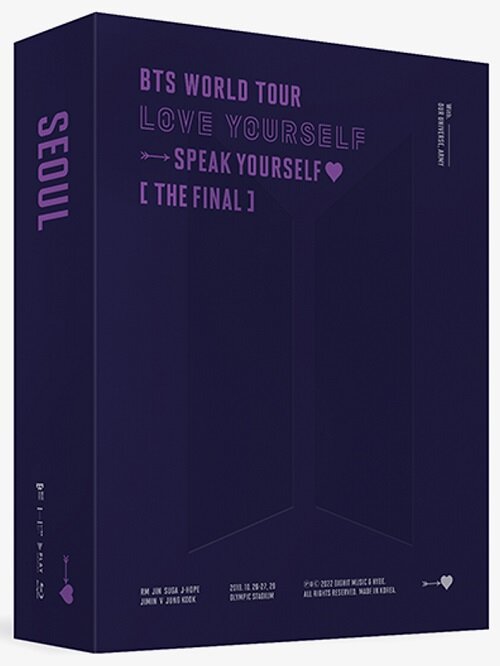 BTS WORLD TOUR
LOVE YOURSELF
SPEAK YOURSELF
[ THE FINAL ]
With.
OUR UNIVERSE, ARMY
SEOUL
PLAY
RM JIN SUGA J-HOPE
JIMIN V JUNG KOOK
2019. 10. 26-27, 29
OLYMPIC STADIUM
℗&© 2022 BIGHIT MUSIC & HYBE.
ALL RIGHTS RESERVED. MADE IN KOREA.